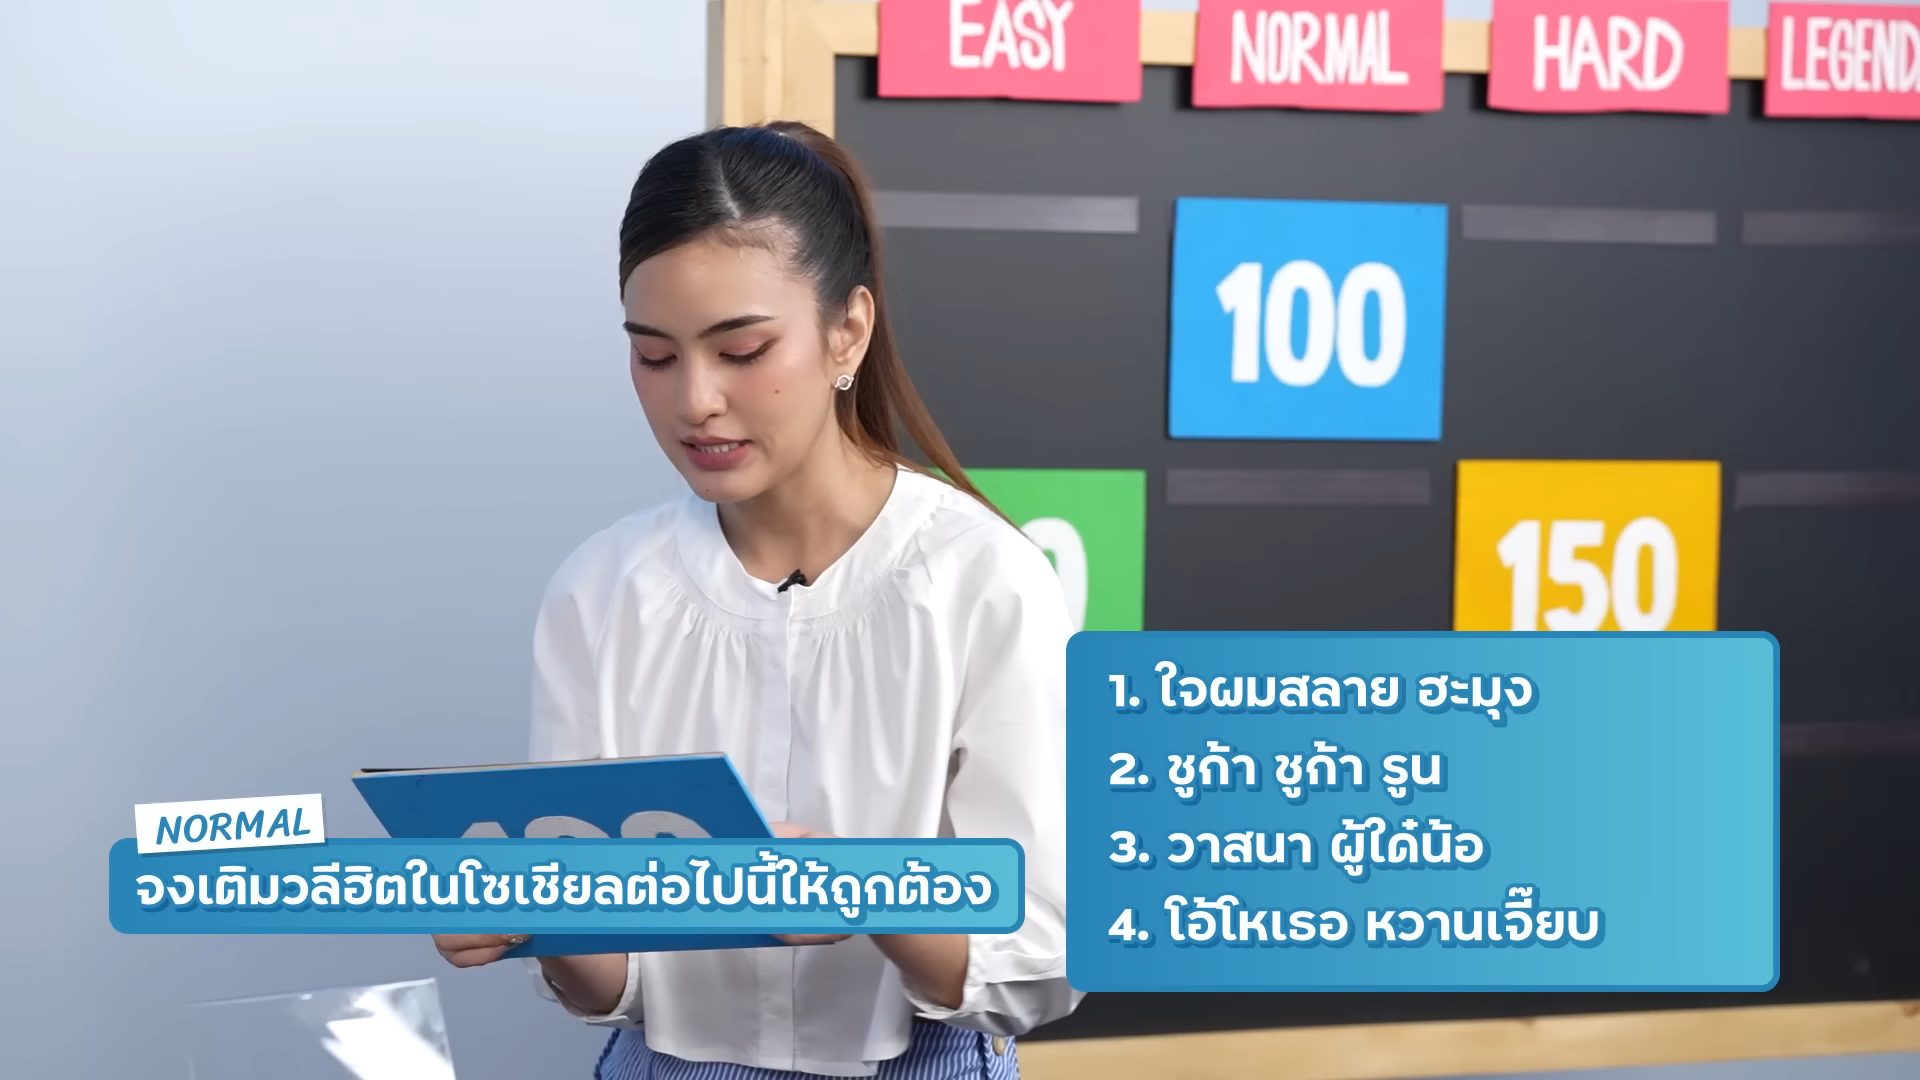 EASY
NORMAL
HARD
LEGEND
100
150
1. ใจผมสลาย ฮะมุง
2. ชูก้า ชูก้า รูน
3. วาสนา ผู้ใด๋น้อ
4. โอ้โหเธอ หวานเจี๊ยบ
NORMAL
จงเติมวลีฮิตในโซเชียลต่อไปนี้ให้ถูกต้อง